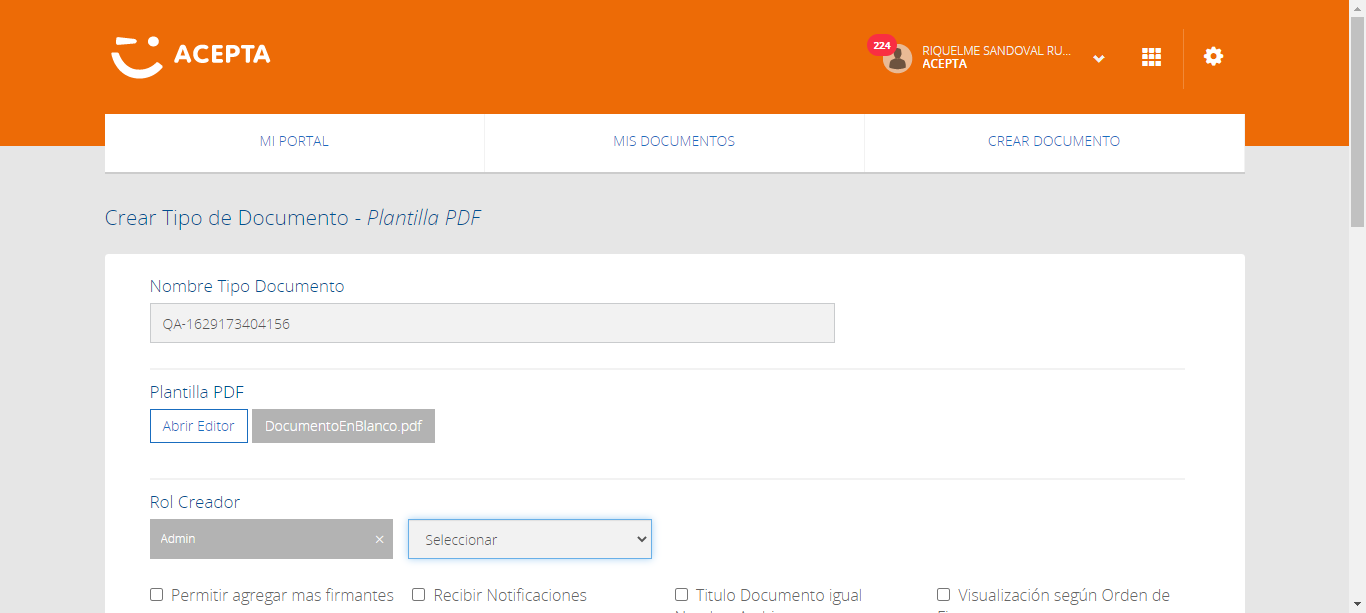 ACEPTA
224
RIQUELME SANDOVAL RU...
ACEPTA
MI PORTAL
MIS DOCUMENTOS
CREAR DOCUMENTO
Crear Tipo de Documento - Plantilla PDF
Nombre Tipo Documento
QA-1629173404156
Plantilla PDF
Abrir Editor
DocumentoEnBlanco.pdf
Rol Creador
Admin ×
Seleccionar
Permitir agregar mas firmantes
Recibir Notificaciones
Titulo Documento igual
Visualización según Orden de